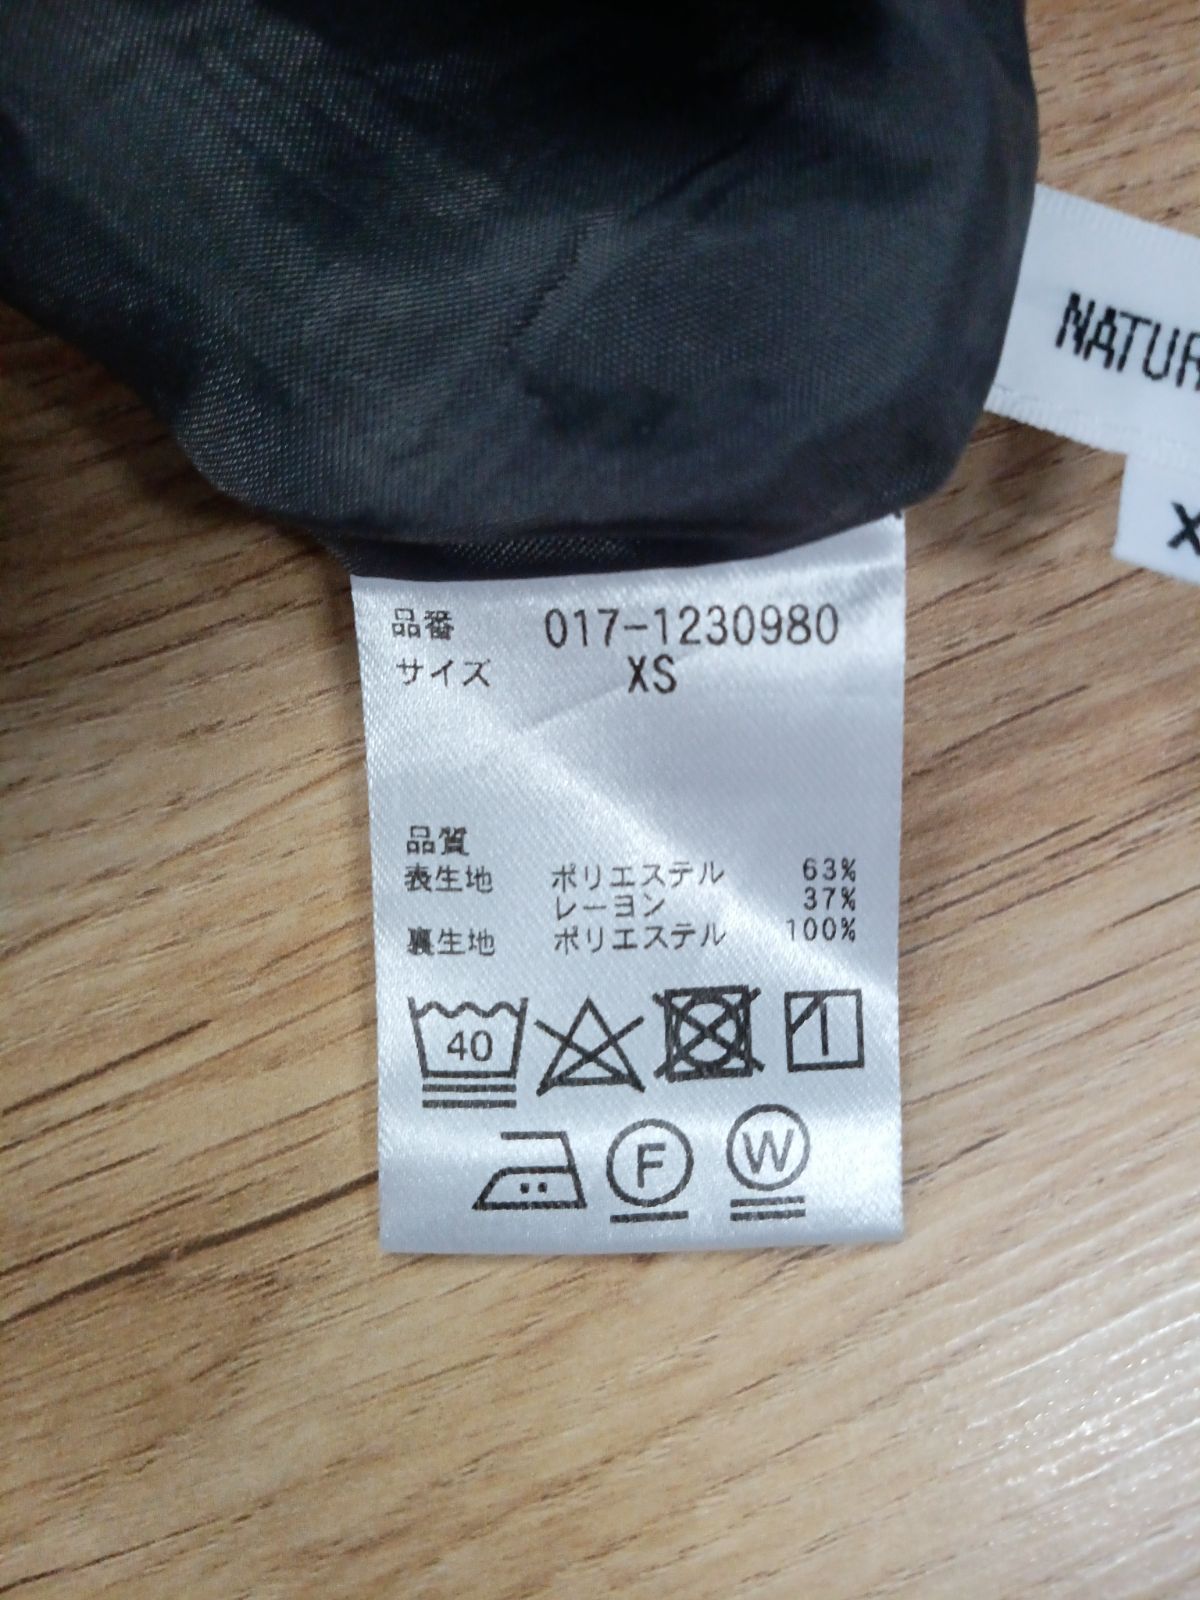 NATUR
X
品番 017-1230980
サイズ XS
品質
表生地 ポリエステル 63%
レーヨン 37%
裏生地 ポリエステル 100%
40
F
W